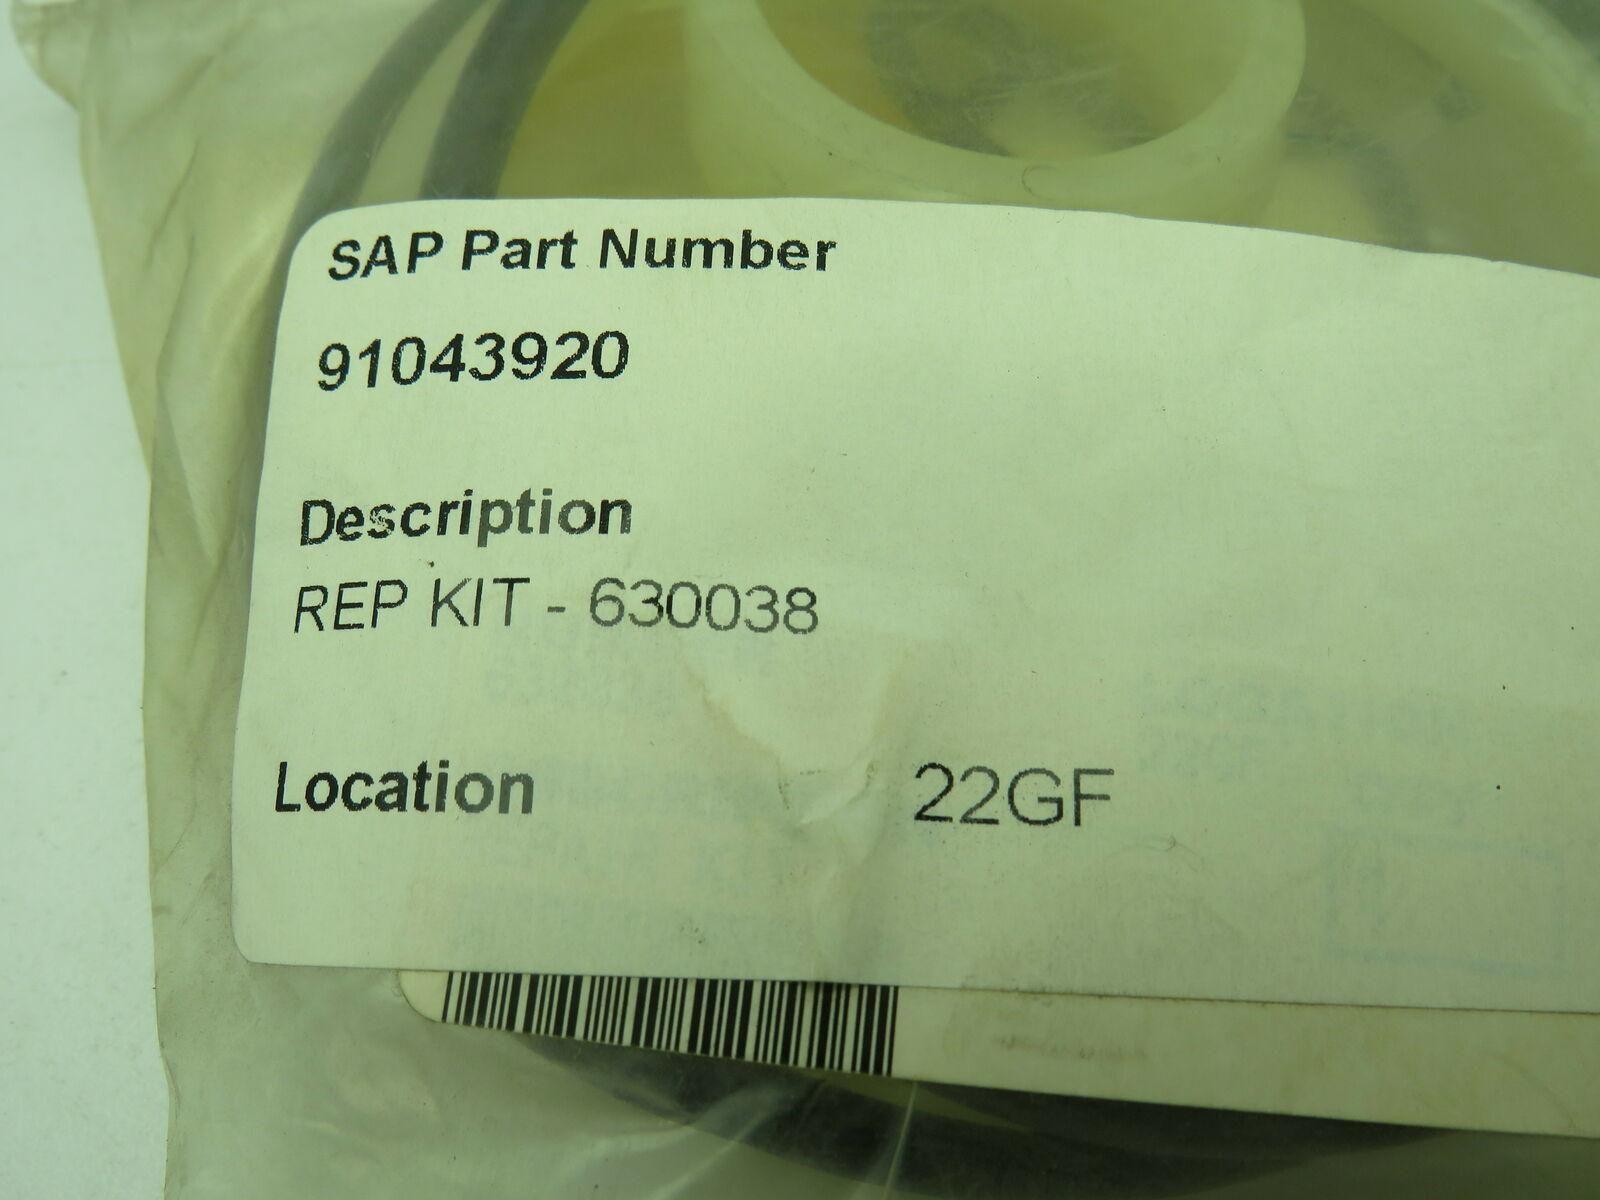 SAP Part Number
91043920
Description
REP KIT - 630038
Location 22GF